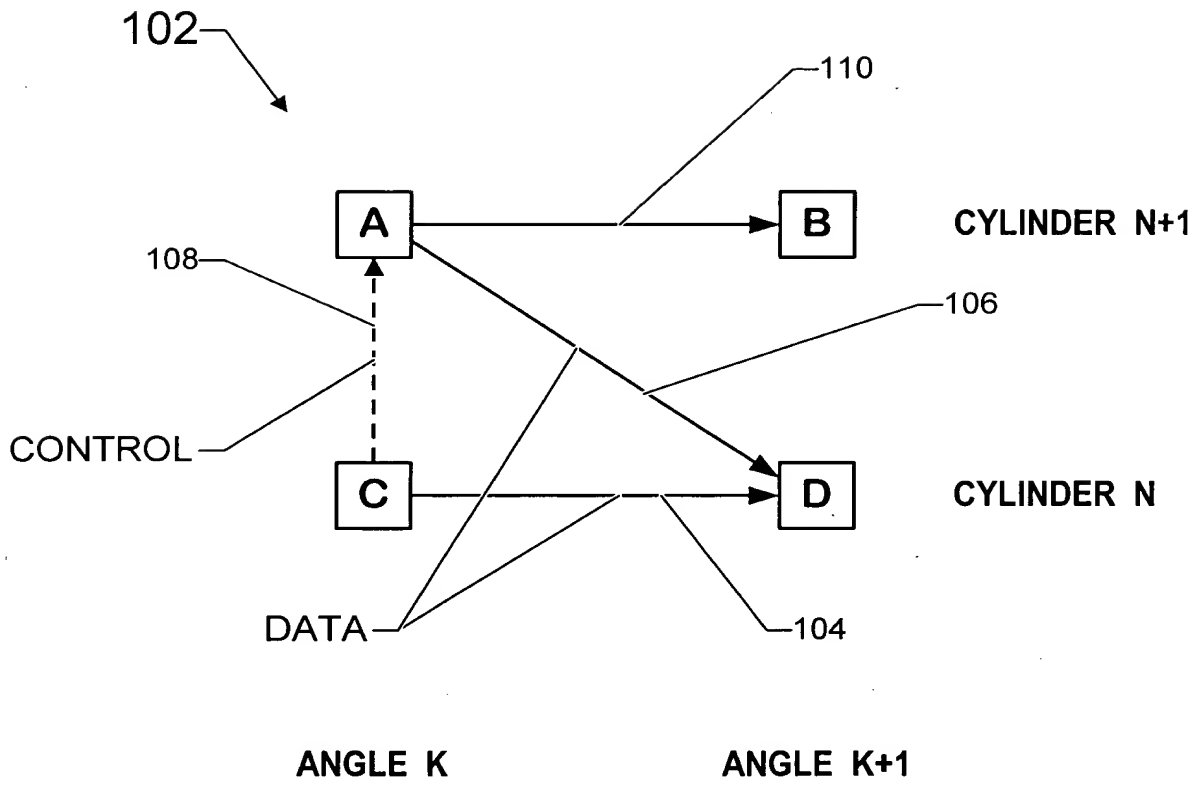 102
110
A
B
CYLINDER N+1
108
106
CONTROL
C
D
CYLINDER N
DATA
104
ANGLE K
ANGLE K+1